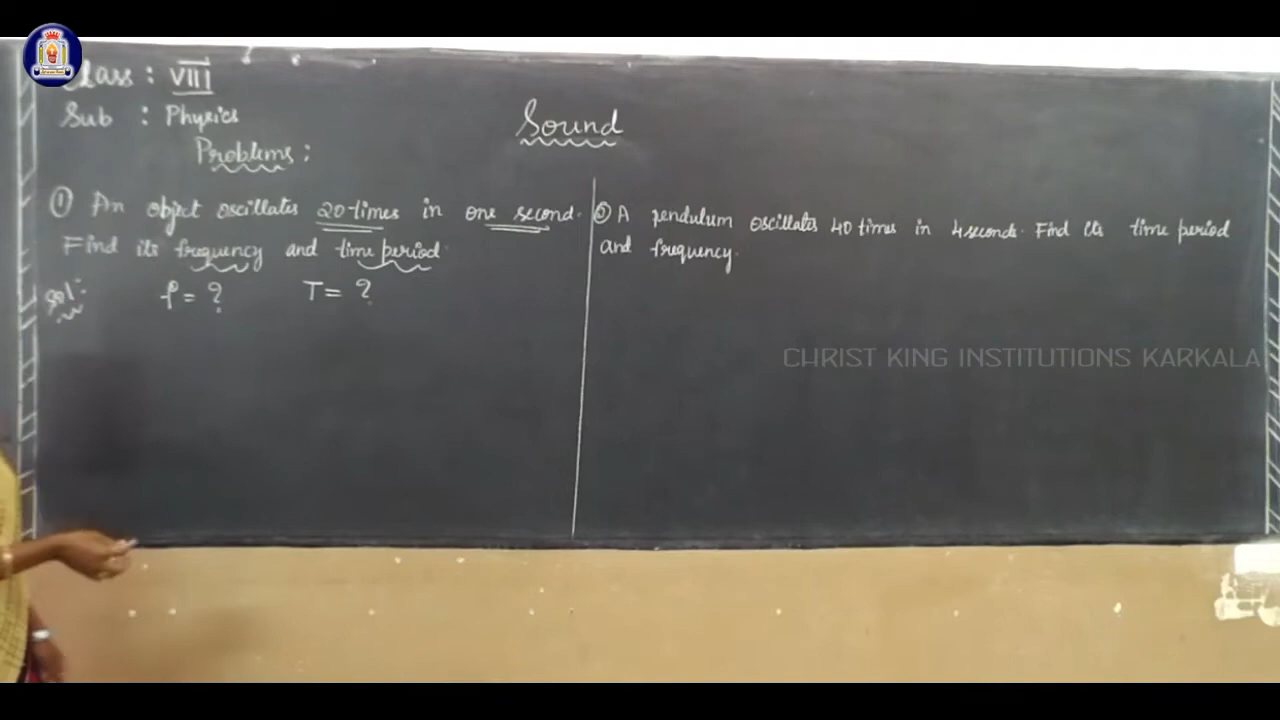 Class : VIII
Sub : Physics
Sound
Problems :
① An object oscillates 20 times in one second.
Find its frequency and time period.
Sol:-
f = ? T = ?
② A pendulum oscillates 40 times in 4 seconds. Find its time period
and frequency.
CHRIST KING INSTITUTIONS KARKALA